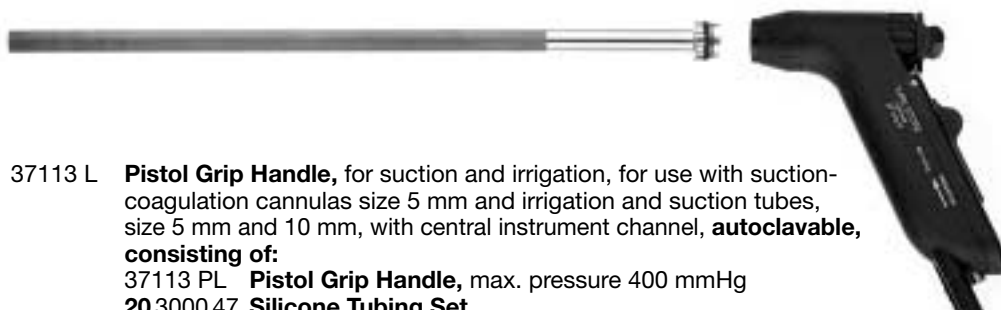 37113 L Pistol Grip Handle, for suction and irrigation, for use with suction-
coagulation cannulas size 5 mm and irrigation and suction tubes,
size 5 mm and 10 mm, with central instrument channel, autoclavable,
consisting of:
37113 PL Pistol Grip Handle, max. pressure 400 mmHg
20 3000 47 Silicone Tubing Set